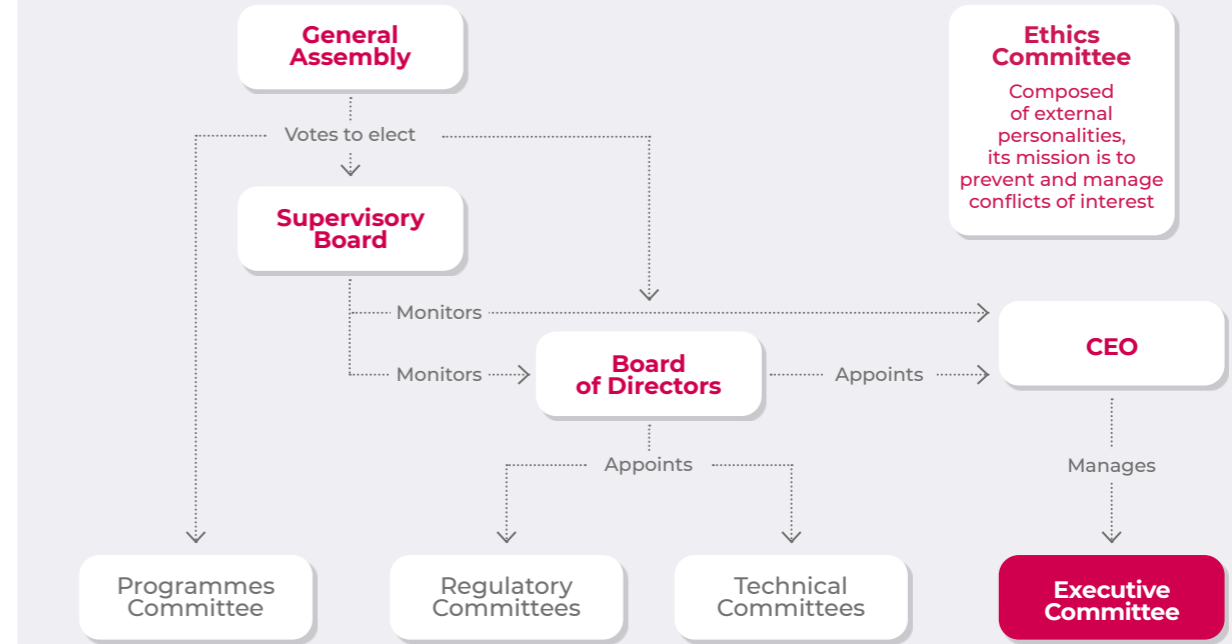 General
Assembly
Ethics
Committee
Composed
of external
personalities,
its mission is to
prevent and manage
conflicts of interest
Votes to elect
Supervisory
Board
Monitors
CEO
Monitors
Board
of Directors
Appoints
Appoints
Manages
Programmes
Committee
Regulatory
Committees
Technical
Committees
Executive
Committee